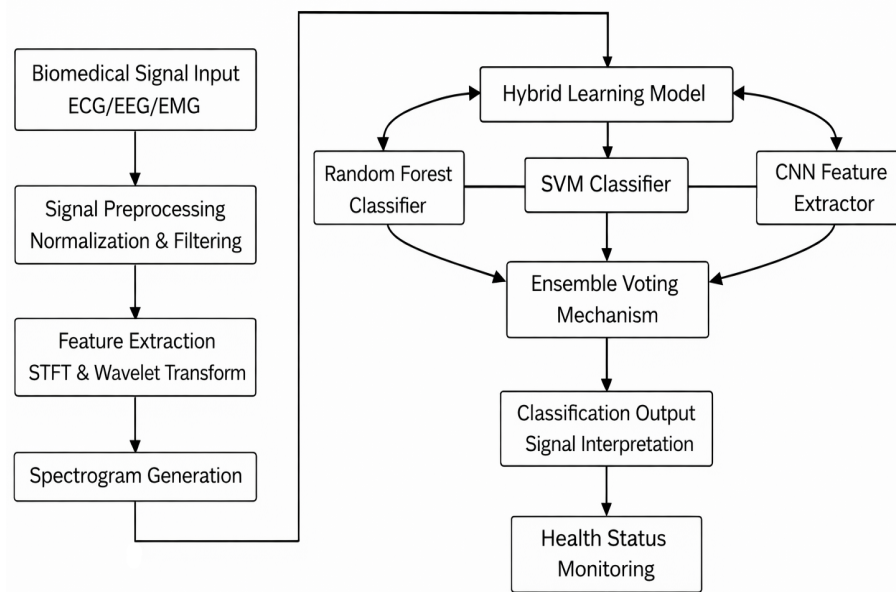 Biomedical Signal Input
ECG/EEG/EMG
Signal Preprocessing
Normalization & Filtering
Feature Extraction
STFT & Wavelet Transform
Spectrogram Generation
Hybrid Learning Model
Random Forest
Classifier
SVM Classifier
CNN Feature
Extractor
Ensemble Voting
Mechanism
Classification Output
Signal Interpretation
Health Status
Monitoring